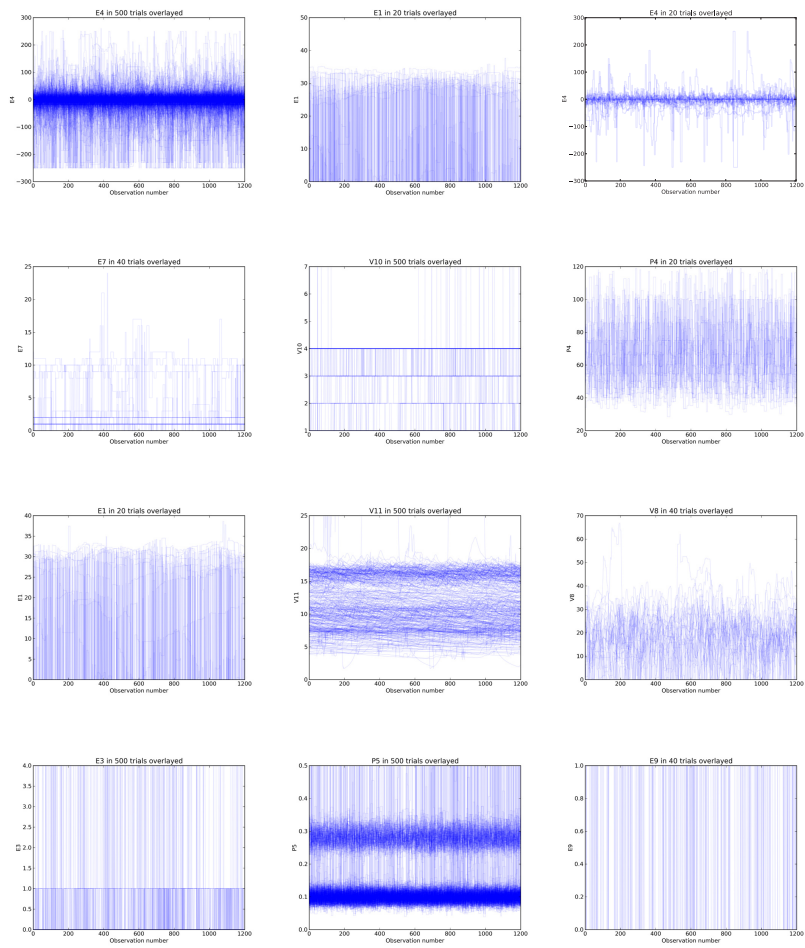 E4 in 500 trials overlayed
300
200
100
0
−100
−200
−300
E4
0 200 400 600 800 1000 1200
Observation number
E1 in 20 trials overlayed
50
40
30
20
10
0
E1
0 200 400 600 800 1000 1200
Observation number
E4 in 20 trials overlayed
300
200
100
0
−100
−200
−300
E4
0 200 400 600 800 1000 1200
Observation number
E7 in 40 trials overlayed
25
20
15
10
5
0
E7
0 200 400 600 800 1000 1200
Observation number
V10 in 500 trials overlayed
7
6
5
4
3
2
1
V10
0 200 400 600 800 1000 1200
Observation number
P4 in 20 trials overlayed
120
100
80
60
40
20
P4
0 200 400 600 800 1000 1200
Observation number
E1 in 20 trials overlayed
40
35
30
25
20
15
10
5
0
E1
0 200 400 600 800 1000 1200
Observation number
V11 in 500 trials overlayed
25
20
15
10
5
0
V11
0 200 400 600 800 1000 1200
Observation number
V8 in 40 trials overlayed
70
60
50
40
30
20
10
0
V8
0 200 400 600 800 1000 1200
Observation number
E3 in 500 trials overlayed
4.0
3.5
3.0
2.5
2.0
1.5
1.0
0.5
0.0
E3
0 200 400 600 800 1000 1200
Observation number
P5 in 500 trials overlayed
0.5
0.4
0.3
0.2
0.1
0.0
P5
0 200 400 600 800 1000 1200
Observation number
E9 in 40 trials overlayed
1.0
0.8
0.6
0.4
0.2
0.0
E9
0 200 400 600 800 1000 1200
Observation number